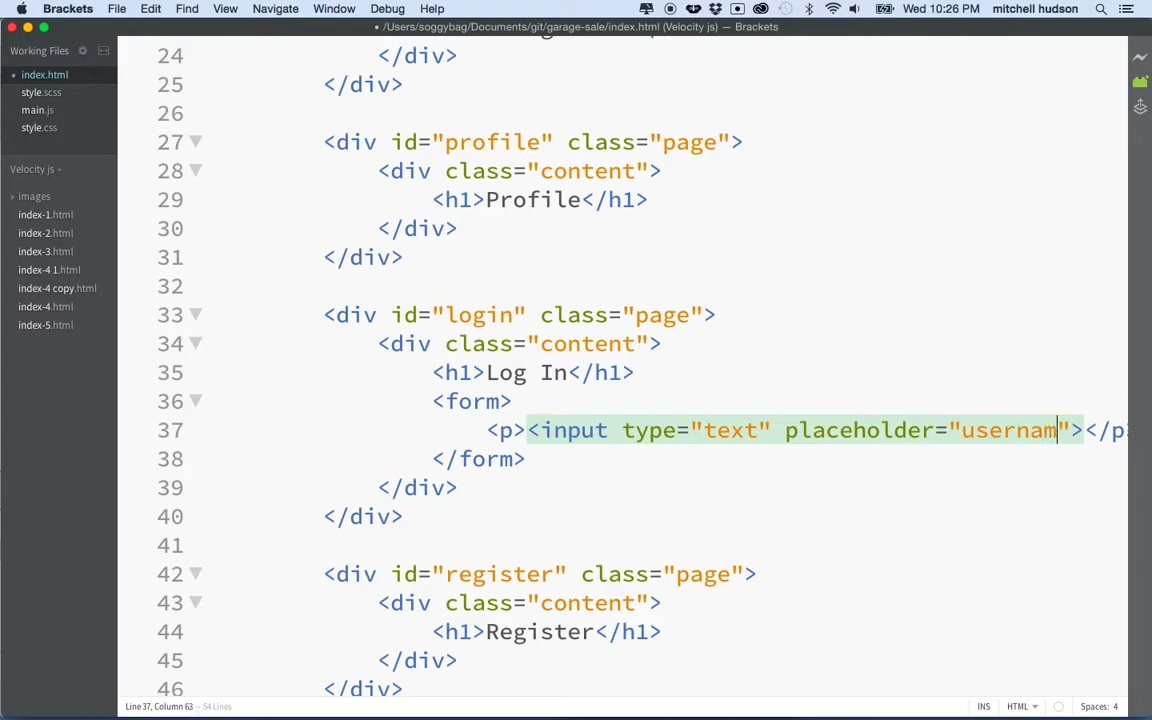 Brackets File Edit View Find Navigate Window Debug Help Wed 10:26 PM mitchell hudson
• /Users/soggybag/Documents/git/garage-sale/index.html (Velocity js) — Brackets
Working Files
index.html
style.scss
main.js
style.css
Velocity js
images
index-1.html
index-2.html
index-3.html
index-4 1.html
index-4 copy.html
index-4.html
index-5.html
24 </div>
25 </div>
26
27 <div id="profile" class="page">
28 <div class="content">
29 <h1>Profile</h1>
30 </div>
31 </div>
32
33 <div id="login" class="page">
34 <div class="content">
35 <h1>Log In</h1>
36 <form>
37 <p><input type="text" placeholder="usernam"></p
38 </form>
39 </div>
40 </div>
41
42 <div id="register" class="page">
43 <div class="content">
44 <h1>Register</h1>
45 </div>
46 </div>
Line 37, Column 63 — 54 Lines INS HTML Spaces: 4